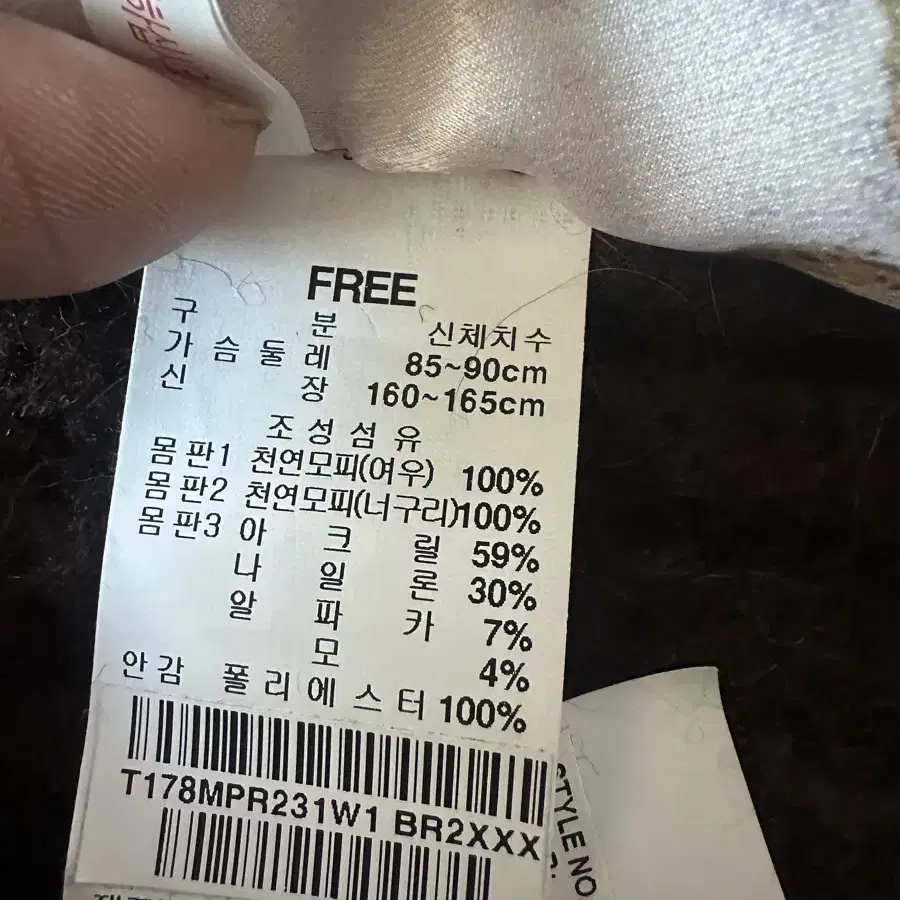 FREE
구 분 신체치수
가슴둘레 85~90cm
신 장 160~165cm
조성섬유
몸판1 천연모피(여우) 100%
몸판2 천연모피(너구리)100%
몸판3 아크릴 59%
나일론 30%
알파카 7%
모 4%
안감 폴리에스터 100%
T178MPR231W1 BR2XXX
STYLE NO